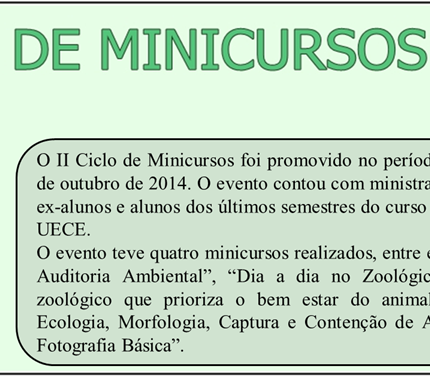 DE MINICURSOS
O II Ciclo de Minicursos foi promovido no períod
de outubro de 2014. O evento contou com ministra
ex-alunos e alunos dos últimos semestres do curso
UECE.
O evento teve quatro minicursos realizados, entre e
Auditoria Ambiental”, “Dia a dia no Zoológic
zoológico que prioriza o bem estar do animal
Ecologia, Morfologia, Captura e Contenção de A
Fotografia Básica”.